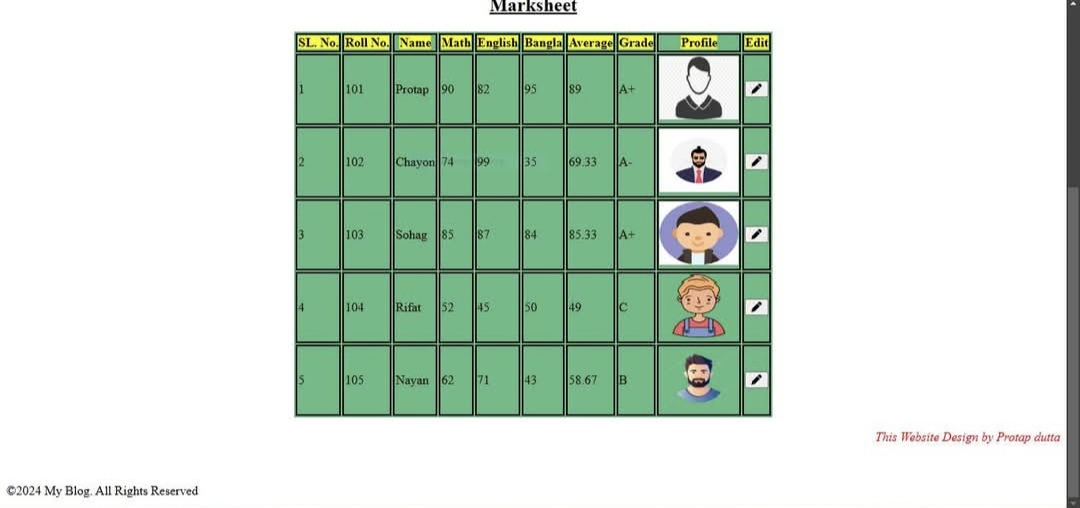 Marksheet
SL. No. Roll No. Name Math English Bangla Average Grade Profile Edit
1 101 Protap 90 82 95 89 A+
2 102 Chayon 74 99 35 69.33 A-
3 103 Sohag 85 87 84 85.33 A+
4 104 Rifat 52 45 50 49 C
5 105 Nayan 62 71 43 58.67 B
This Website Design by Protap dutta
©2024 My Blog. All Rights Reserved